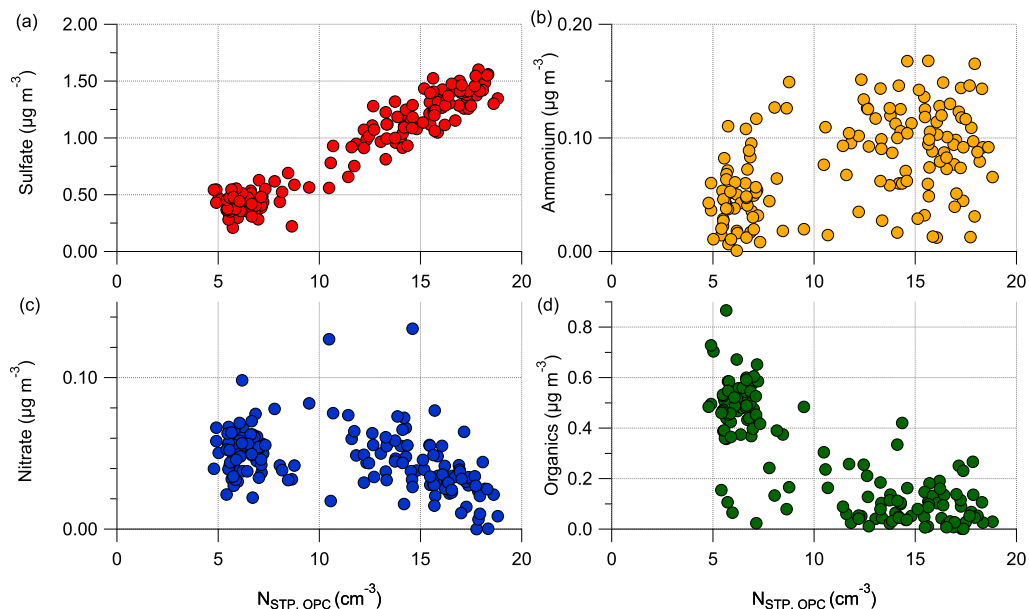 (a)
2.00
1.50
1.00
0.50
0.00
Sulfate (µg m⁻³)
0 5 10 15 20
(b)
0.20
0.10
0.00
Ammonium (µg m⁻³)
0 5 10 15 20
(c)
0.10
0.00
Nitrate (µg m⁻³)
0 5 10 15 20
N_STP, OPC (cm⁻³)
(d)
0.8
0.6
0.4
0.2
0.0
Organics (µg m⁻³)
0 5 10 15 20
N_STP, OPC (cm⁻³)